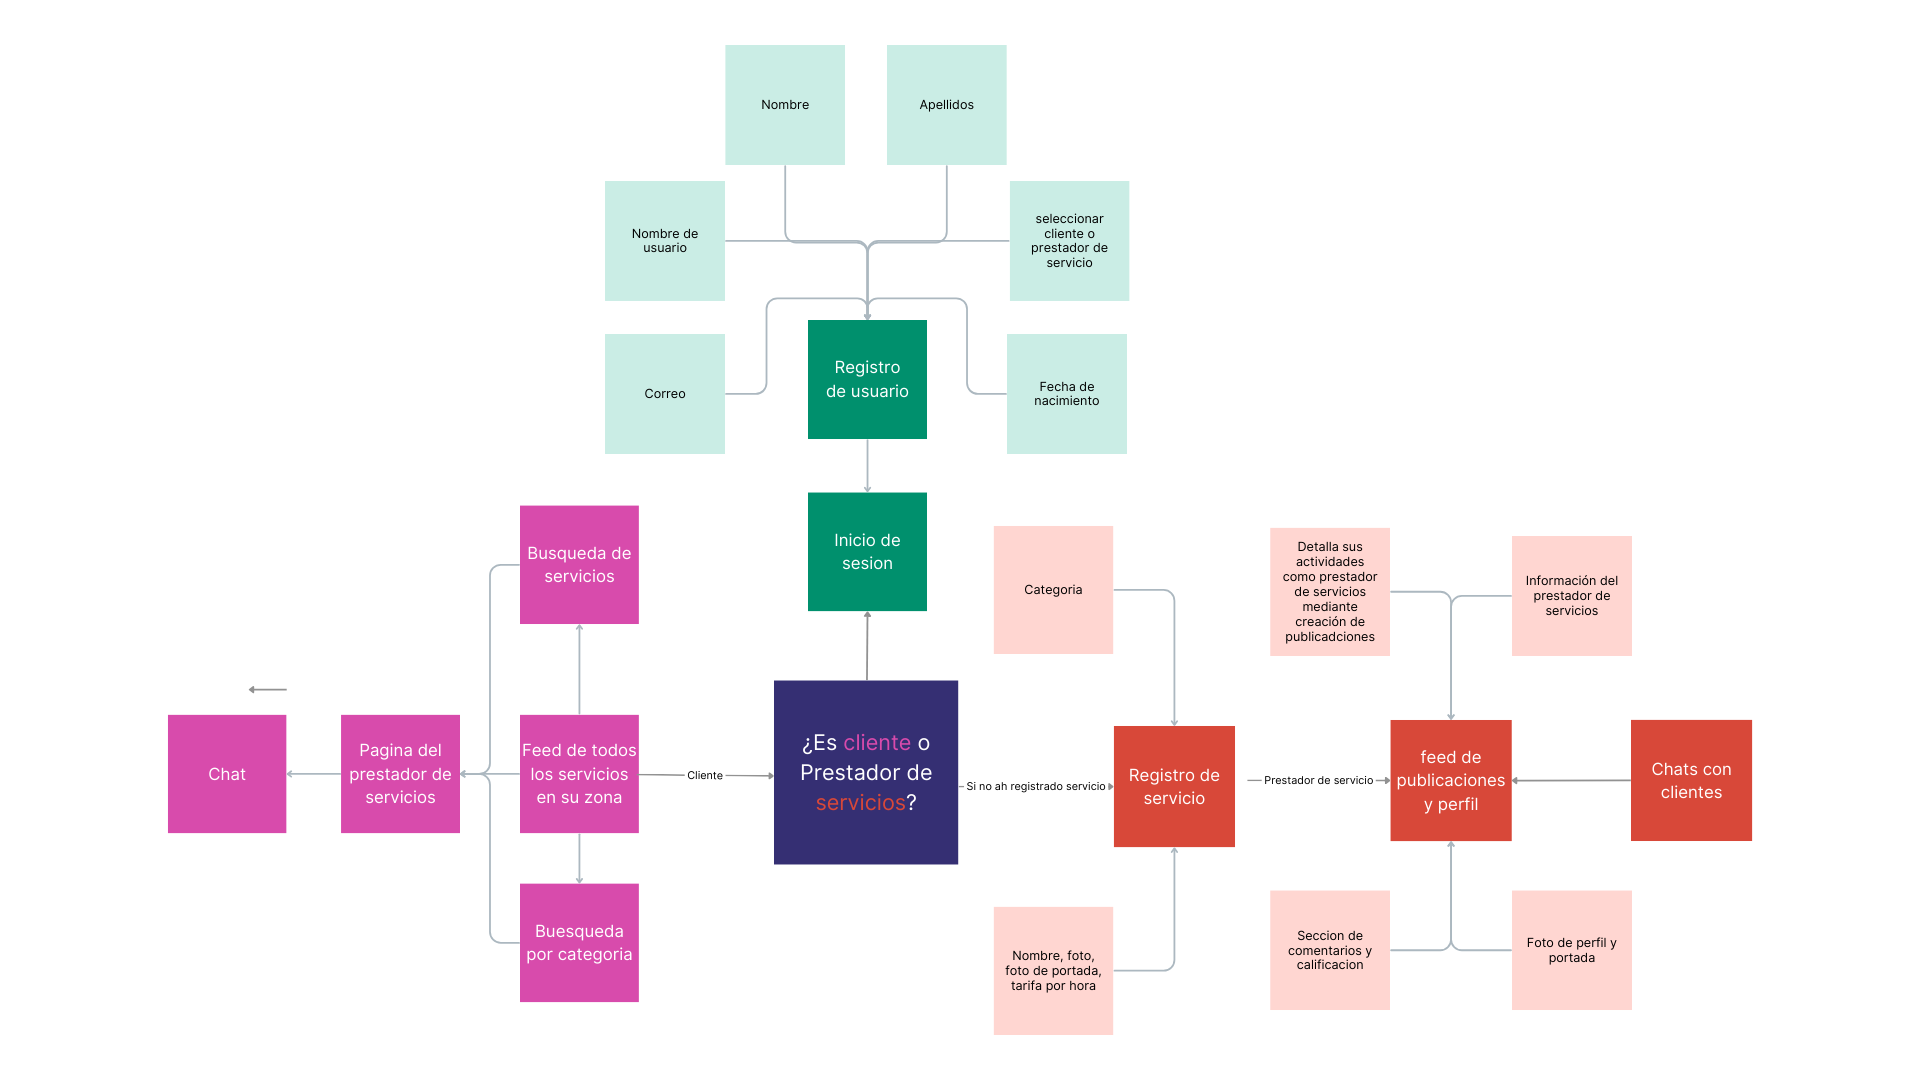 Nombre
Apellidos
Nombre de
usuario
seleccionar
cliente o
prestador de
servicio
Correo
Registro
de usuario
Fecha de
nacimiento
Inicio de
sesion
Busqueda de
servicios
Categoria
Detalla sus
actividades
como prestador
de servicios
mediante
creación de
publicadciones
Información del
prestador de
servicios
Chat
Pagina del
prestador de
servicios
Feed de todos
los servicios
en su zona
Cliente
¿Es cliente o
Prestador de
servicios?
Si no ah registrado servicio
Registro de
servicio
Prestador de servicio
feed de
publicaciones
y perfil
Chats con
clientes
Buesqueda
por categoria
Nombre, foto,
foto de portada,
tarifa por hora
Seccion de
comentarios y
calificacion
Foto de perfil y
portada